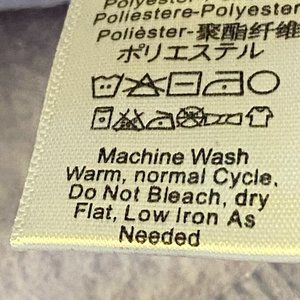 Poliestere-Polyester
Polièster-聚酯纤维
ポリエステル
Machine Wash
Warm, normal Cycle,
Do Not Bleach, dry
Flat, Low Iron As
Needed